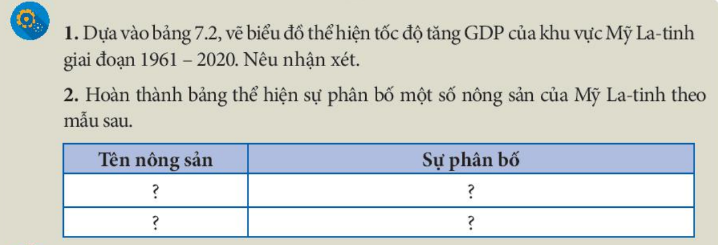 1. Dựa vào bảng 7.2, vẽ biểu đồ thể hiện tốc độ tăng GDP của khu vực Mỹ La-tinh
giai đoạn 1961 – 2020. Nêu nhận xét.
2. Hoàn thành bảng thể hiện sự phân bố một số nông sản của Mỹ La-tinh theo
mẫu sau.
Tên nông sản Sự phân bố
? ?
? ?